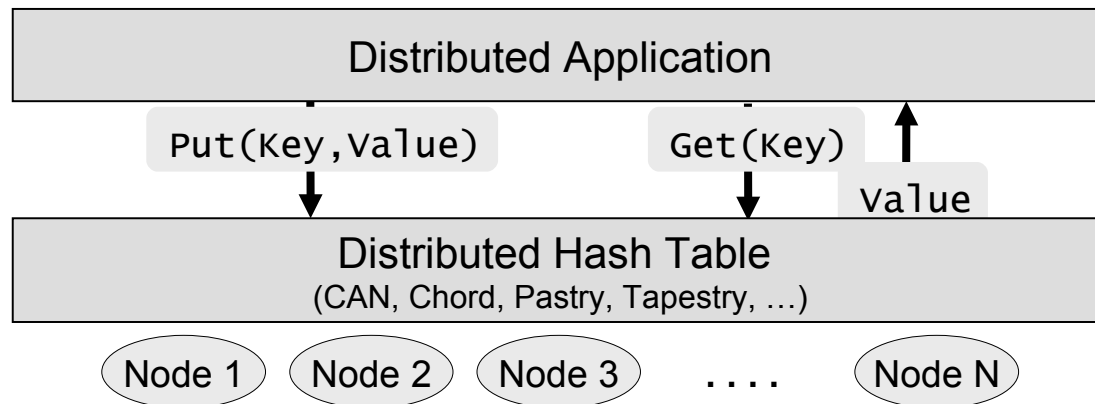 Distributed Application
Put(Key,Value)
Get(Key)
Value
Distributed Hash Table
(CAN, Chord, Pastry, Tapestry, …)
Node 1 Node 2 Node 3 .... Node N